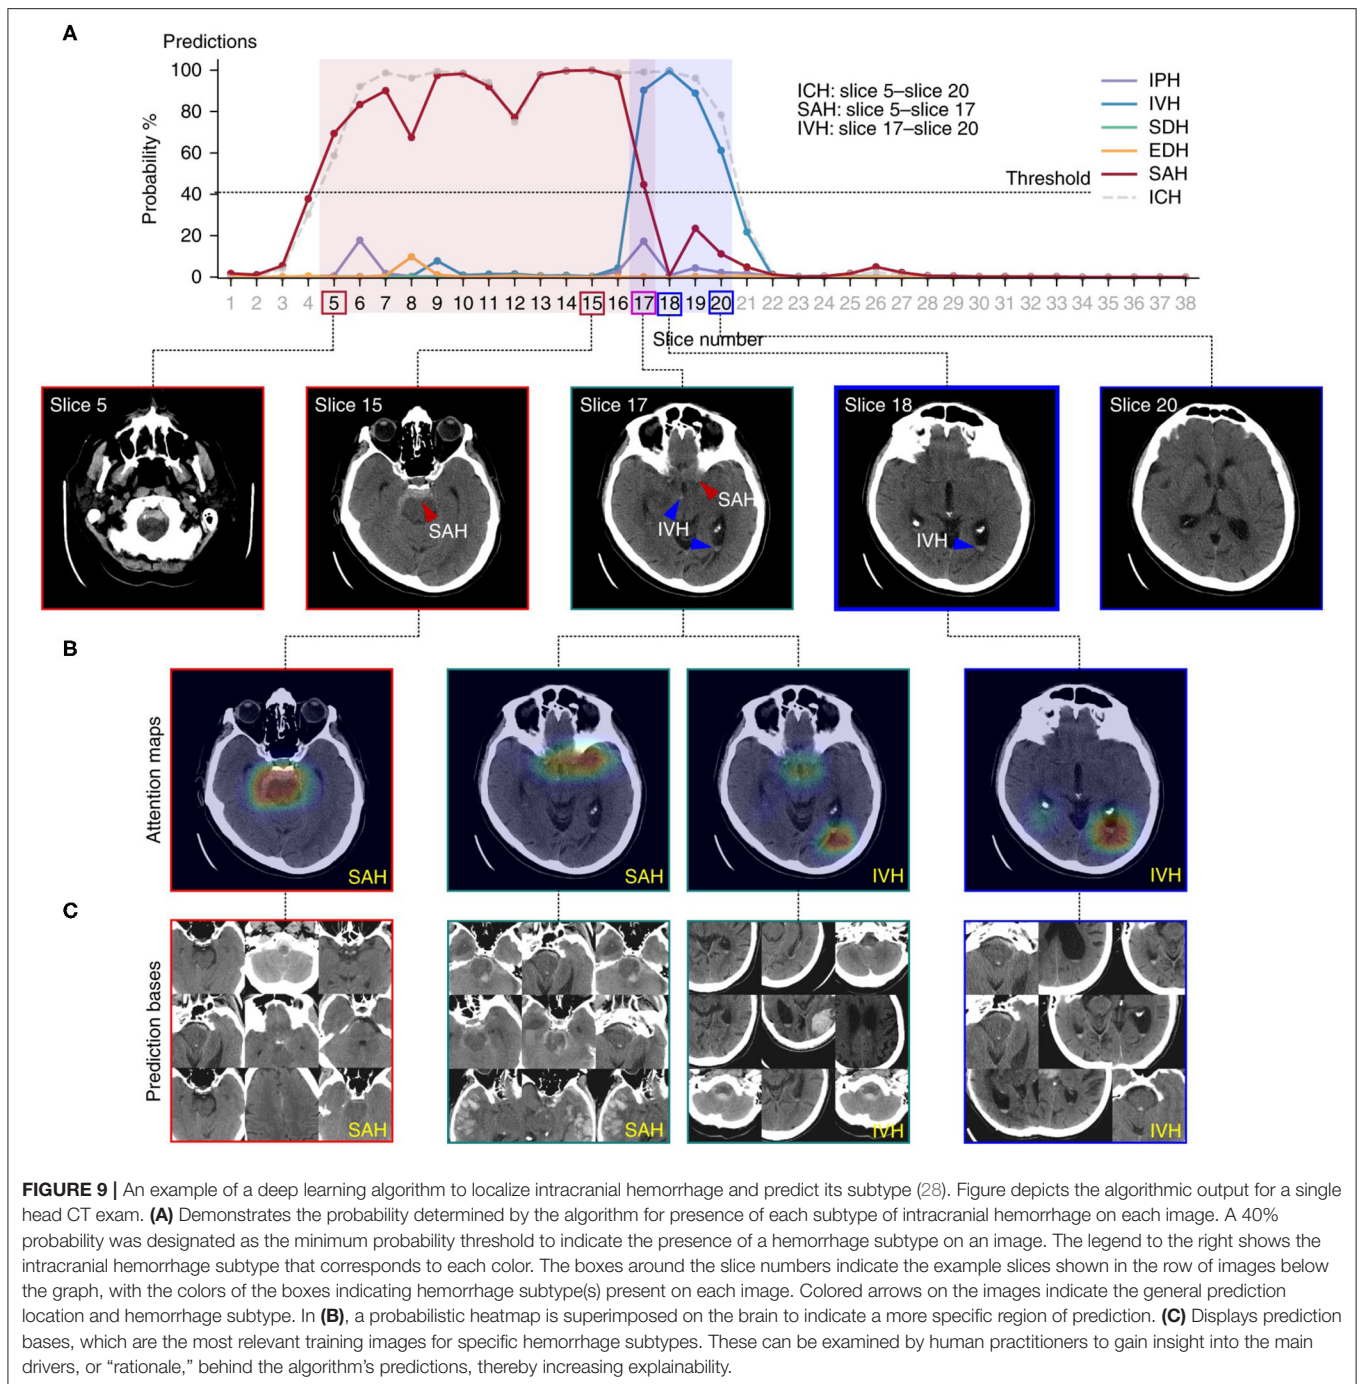 A
Predictions
100
80
60
40
20
0
Probability %
ICH: slice 5–slice 20
SAH: slice 5–slice 17
IVH: slice 17–slice 20
Threshold
IPH
IVH
SDH
EDH
SAH
ICH
1 2 3 4 5 6 7 8 9 10 11 12 13 14 15 16 17 18 19 20 21 22 23 24 25 26 27 28 29 30 31 32 33 34 35 36 37 38
Slice number
Slice 5
Slice 15
SAH
Slice 17
SAH
IVH
Slice 18
IVH
Slice 20
B
Attention maps
SAH
SAH
IVH
IVH
C
Prediction bases
SAH
SAH
IVH
IVH
FIGURE 9 | An example of a deep learning algorithm to localize intracranial hemorrhage and predict its subtype (28). Figure depicts the algorithmic output for a single
head CT exam. (A) Demonstrates the probability determined by the algorithm for presence of each subtype of intracranial hemorrhage on each image. A 40%
probability was designated as the minimum probability threshold to indicate the presence of a hemorrhage subtype on an image. The legend to the right shows the
intracranial hemorrhage subtype that corresponds to each color. The boxes around the slice numbers indicate the example slices shown in the row of images below
the graph, with the colors of the boxes indicating hemorrhage subtype(s) present on each image. Colored arrows on the images indicate the general prediction
location and hemorrhage subtype. In (B), a probabilistic heatmap is superimposed on the brain to indicate a more specific region of prediction. (C) Displays prediction
bases, which are the most relevant training images for specific hemorrhage subtypes. These can be examined by human practitioners to gain insight into the main
drivers, or “rationale,” behind the algorithm’s predictions, thereby increasing explainability.